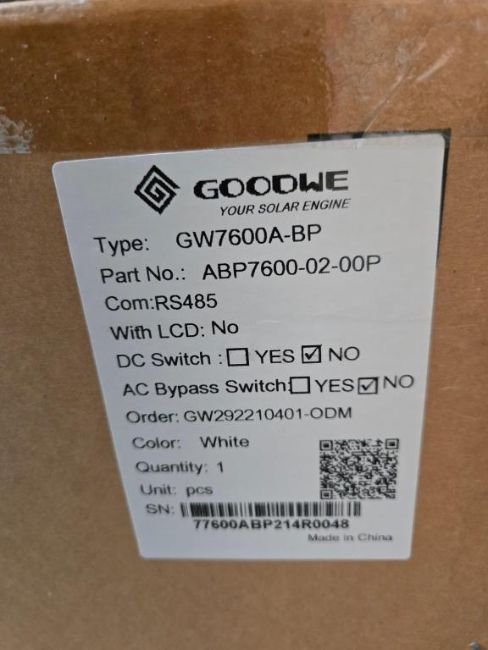 GOODWE
YOUR SOLAR ENGINE
Type: GW7600A-BP
Part No.: ABP7600-02-00P
Com:RS485
With LCD: No
DC Switch : ☐ YES ☑ NO
AC Bypass Switch: ☐ YES ☑ NO
Order: GW292210401-ODM
Color: White
Quantity: 1
Unit: pcs
SN:
77600ABP214R0048
Made in China